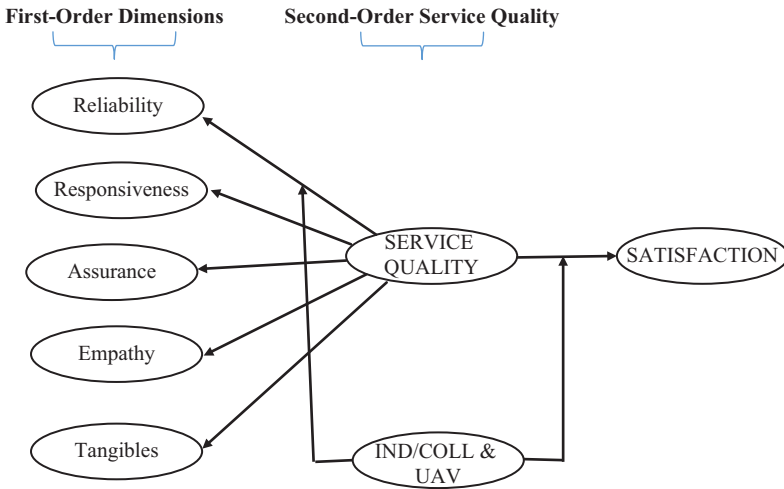 First-Order Dimensions
Second-Order Service Quality
Reliability
Responsiveness
Assurance
Empathy
Tangibles
SERVICE
QUALITY
SATISFACTION
IND/COLL &
UAV